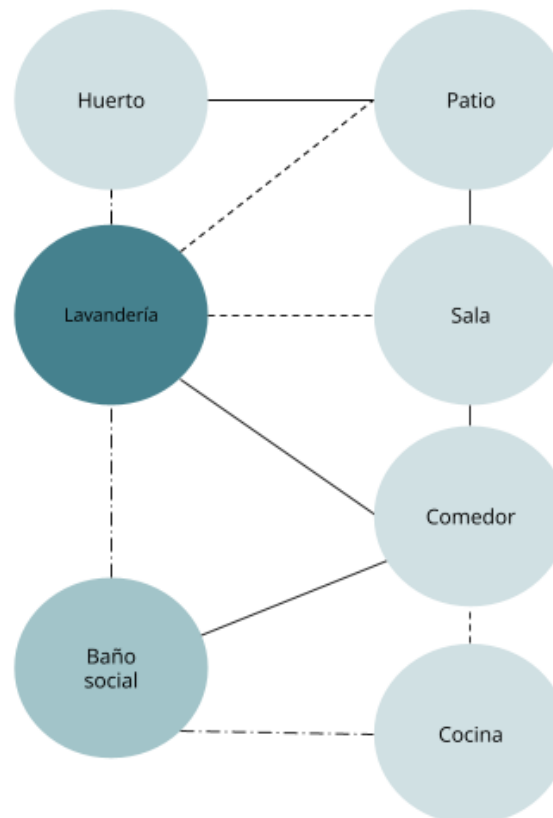 Huerto
Patio
Lavandería
Sala
Comedor
Baño
social
Cocina